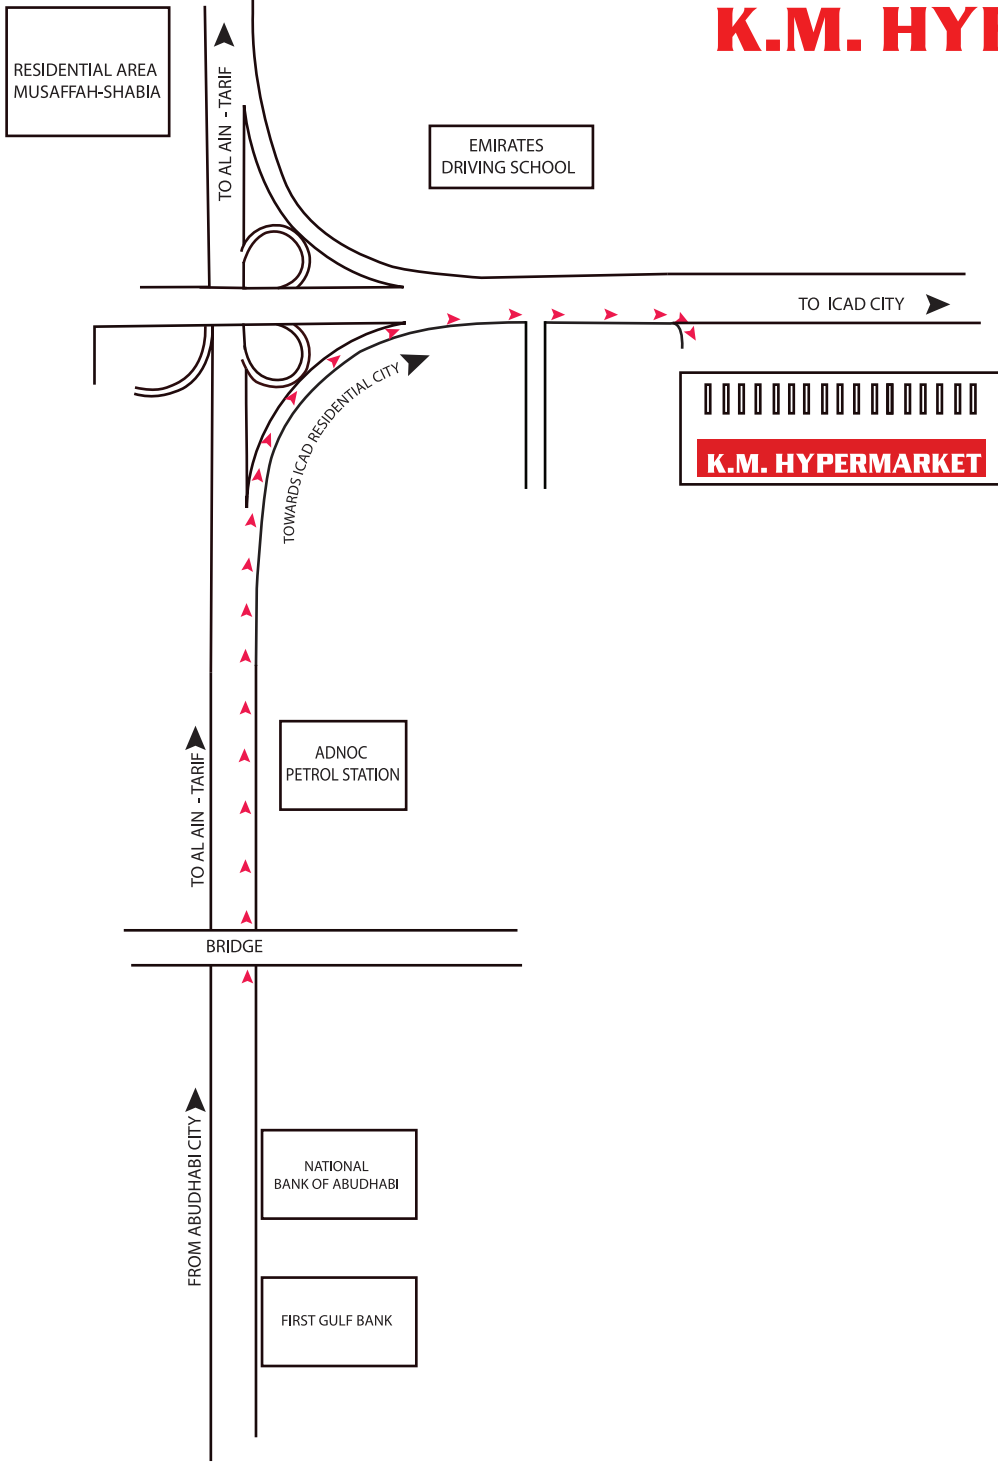 K.M. HY
RESIDENTIAL AREA
MUSAFFAH-SHABIA
TO AL AIN - TARIF
EMIRATES
DRIVING SCHOOL
TO ICAD CITY
TOWARDS ICAD RESIDENTIAL CITY
K.M. HYPERMARKET
TO AL AIN - TARIF
ADNOC
PETROL STATION
BRIDGE
FROM ABUDHABI CITY
NATIONAL
BANK OF ABUDHABI
FIRST GULF BANK